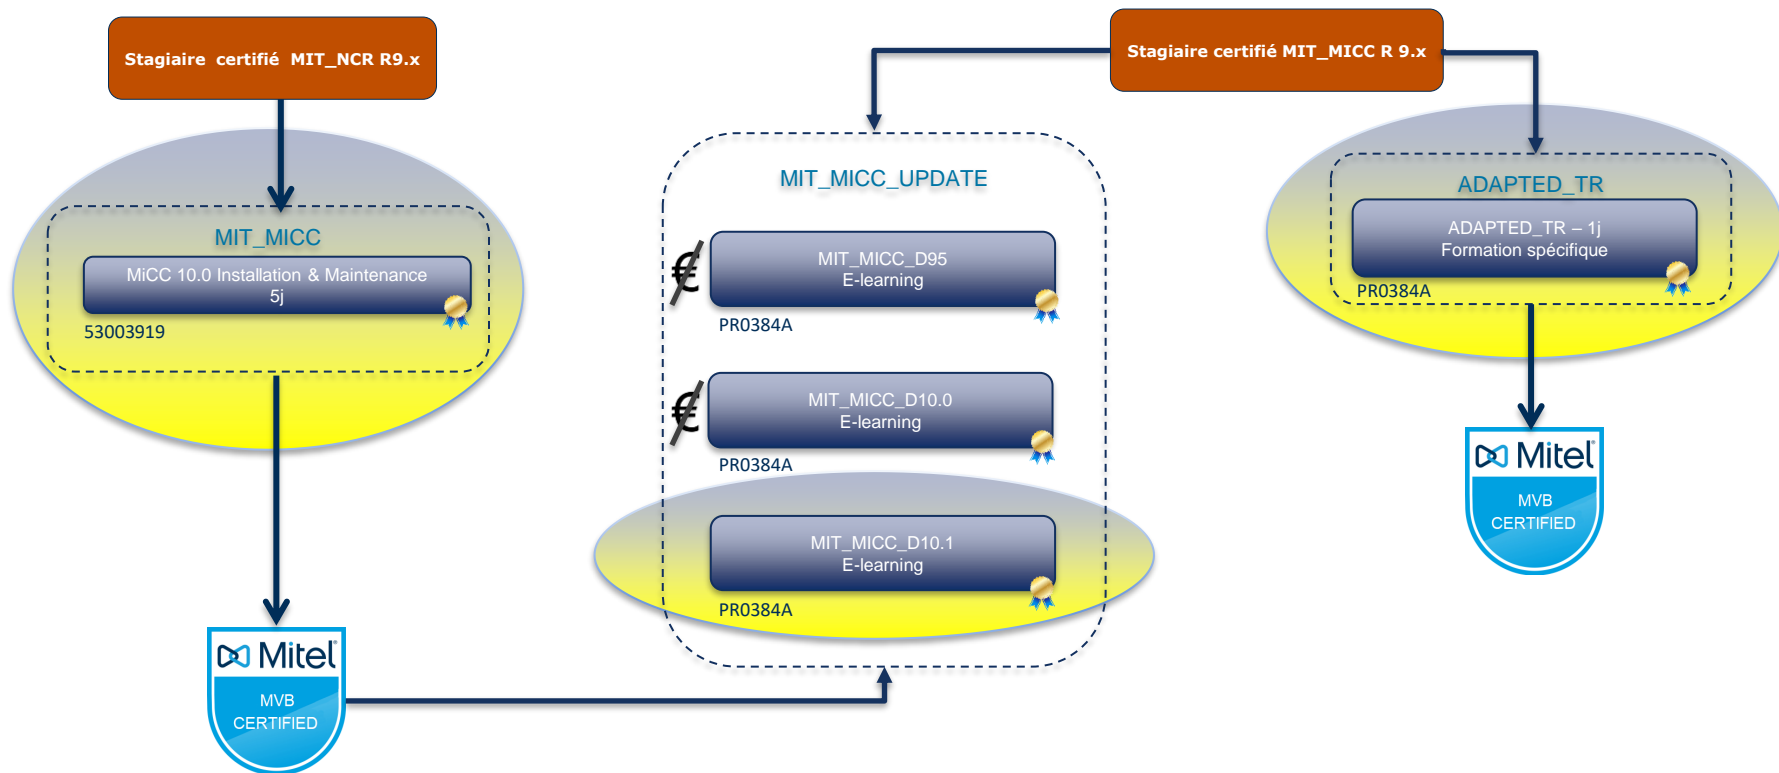 Stagiaire certifié MIT_NCR R9.x
MIT_MICC
MiCC 10.0 Installation & Maintenance
5j
53003919
Mitel
MVB
CERTIFIED
Stagiaire certifié MIT_MICC R 9.x
MIT_MICC_UPDATE
€
MIT_MICC_D95
E-learning
PR0384A
€
MIT_MICC_D10.0
E-learning
PR0384A
MIT_MICC_D10.1
E-learning
PR0384A
ADAPTED_TR
ADAPTED_TR – 1j
Formation spécifique
PR0384A
Mitel
MVB
CERTIFIED